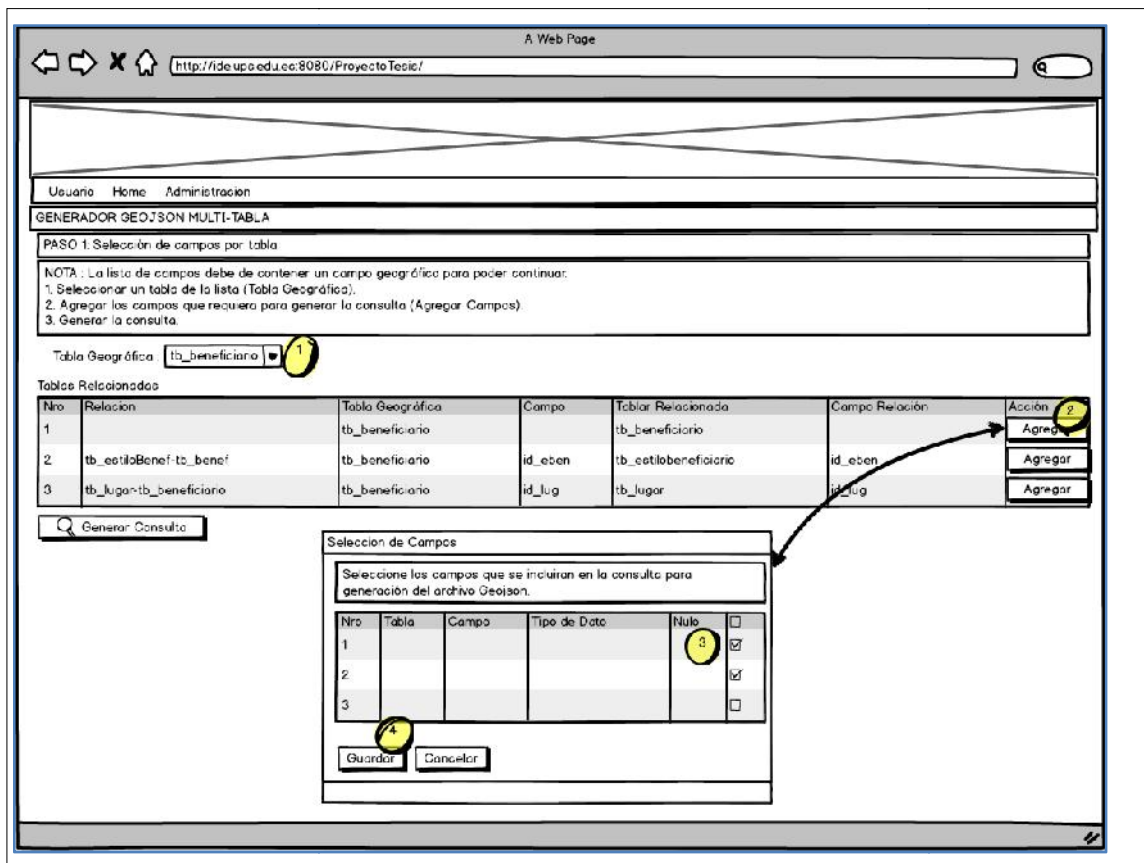 A Web Page
http://ide.ups.edu.ec:8080/ProyectoTesis/
Usuario Home Administracion
GENERADOR GEOJSON MULTI-TABLA
PASO 1: Selección de campos por tabla
NOTA : La lista de campos debe de contener un campo geográfico para poder continuar.
1. Seleccionar un tabla de la lista (Tabla Geográfica).
2. Agregar los campos que requiera para generar la consulta (Agregar Campos).
3. Generar la consulta.
Tabla Geográfica : tb_beneficiario 1
Tablas Relacionadas
Nro Relacion Tabla Geográfica Campo Tablar Relacionada Campo Relación Acción 2
1 tb_beneficiario tb_beneficiario Agregar
2 tb_estiloBenef-tb_benef tb_beneficiario id_eben tb_estilobeneficiario id_eben Agregar
3 tb_lugar-tb_beneficiario tb_beneficiario id_lug tb_lugar id_lug Agregar
Generar Consulta
Seleccion de Campos
Seleccione los campos que se incluiran en la consulta para
generación del archivo Geojson.
Nro Tabla Campo Tipo de Dato Nulo
1 3
2
3
4
Guardar Cancelar